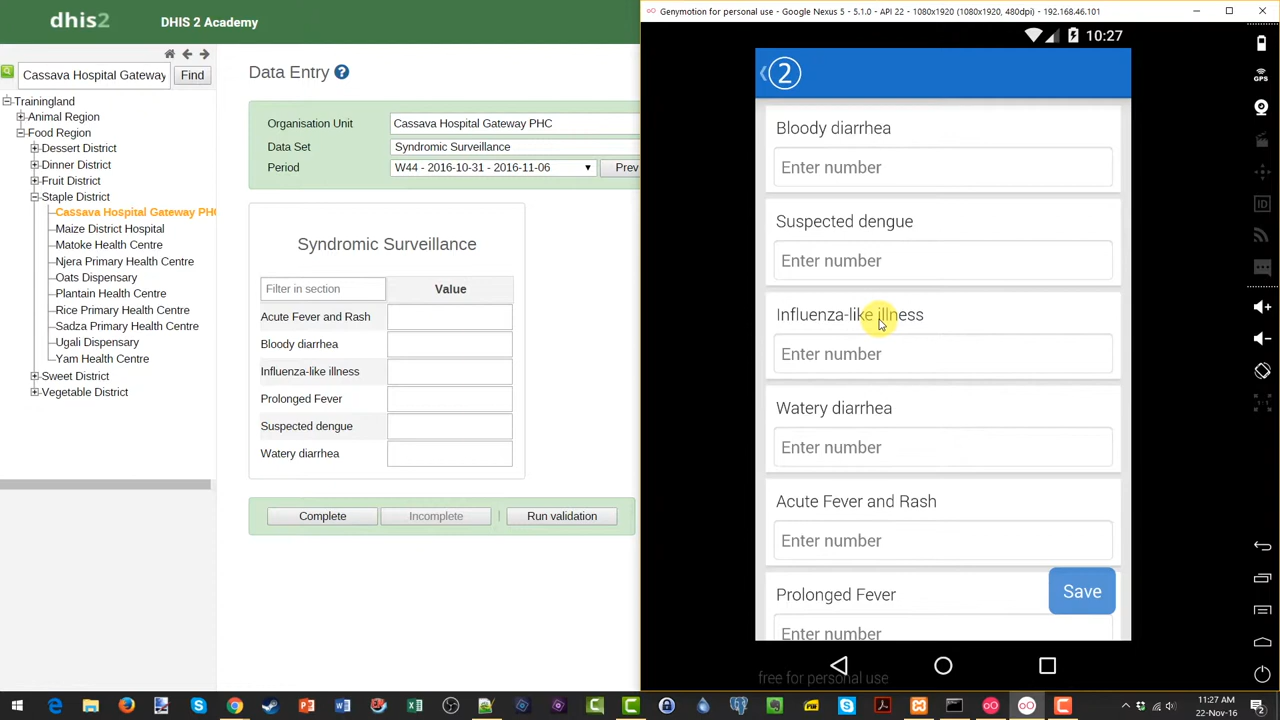 dhis2 DHIS 2 Academy
Cassava Hospital Gateway
Find
Trainingland
Animal Region
Food Region
Dessert District
Dinner District
Fruit District
Staple District
Cassava Hospital Gateway PHC
Maize District Hospital
Matoke Health Centre
Njera Primary Health Centre
Oats Dispensary
Plantain Health Centre
Rice Primary Health Centre
Sadza Primary Health Centre
Ugali Dispensary
Yam Health Centre
Sweet District
Vegetable District
Data Entry ?
Organisation Unit Cassava Hospital Gateway PHC
Data Set Syndromic Surveillance
Period W44 - 2016-10-31 - 2016-11-06 Prev
Syndromic Surveillance
Filter in section Value
Acute Fever and Rash
Bloody diarrhea
Influenza-like illness
Prolonged Fever
Suspected dengue
Watery diarrhea
Complete Incomplete | Run validation
Genymotion for personal use - Google Nexus 5 - 5.1.0 - API 22 - 1080x1920 (1080x1920, 480dpi) - 192.168.46.101
10:27
2
Bloody diarrhea
Enter number
Suspected dengue
Enter number
Influenza-like illness
Enter number
Watery diarrhea
Enter number
Acute Fever and Rash
Enter number
Prolonged Fever
Enter number
Save
free for personal use
GPS
ID
11:27 AM
22-Nov-16